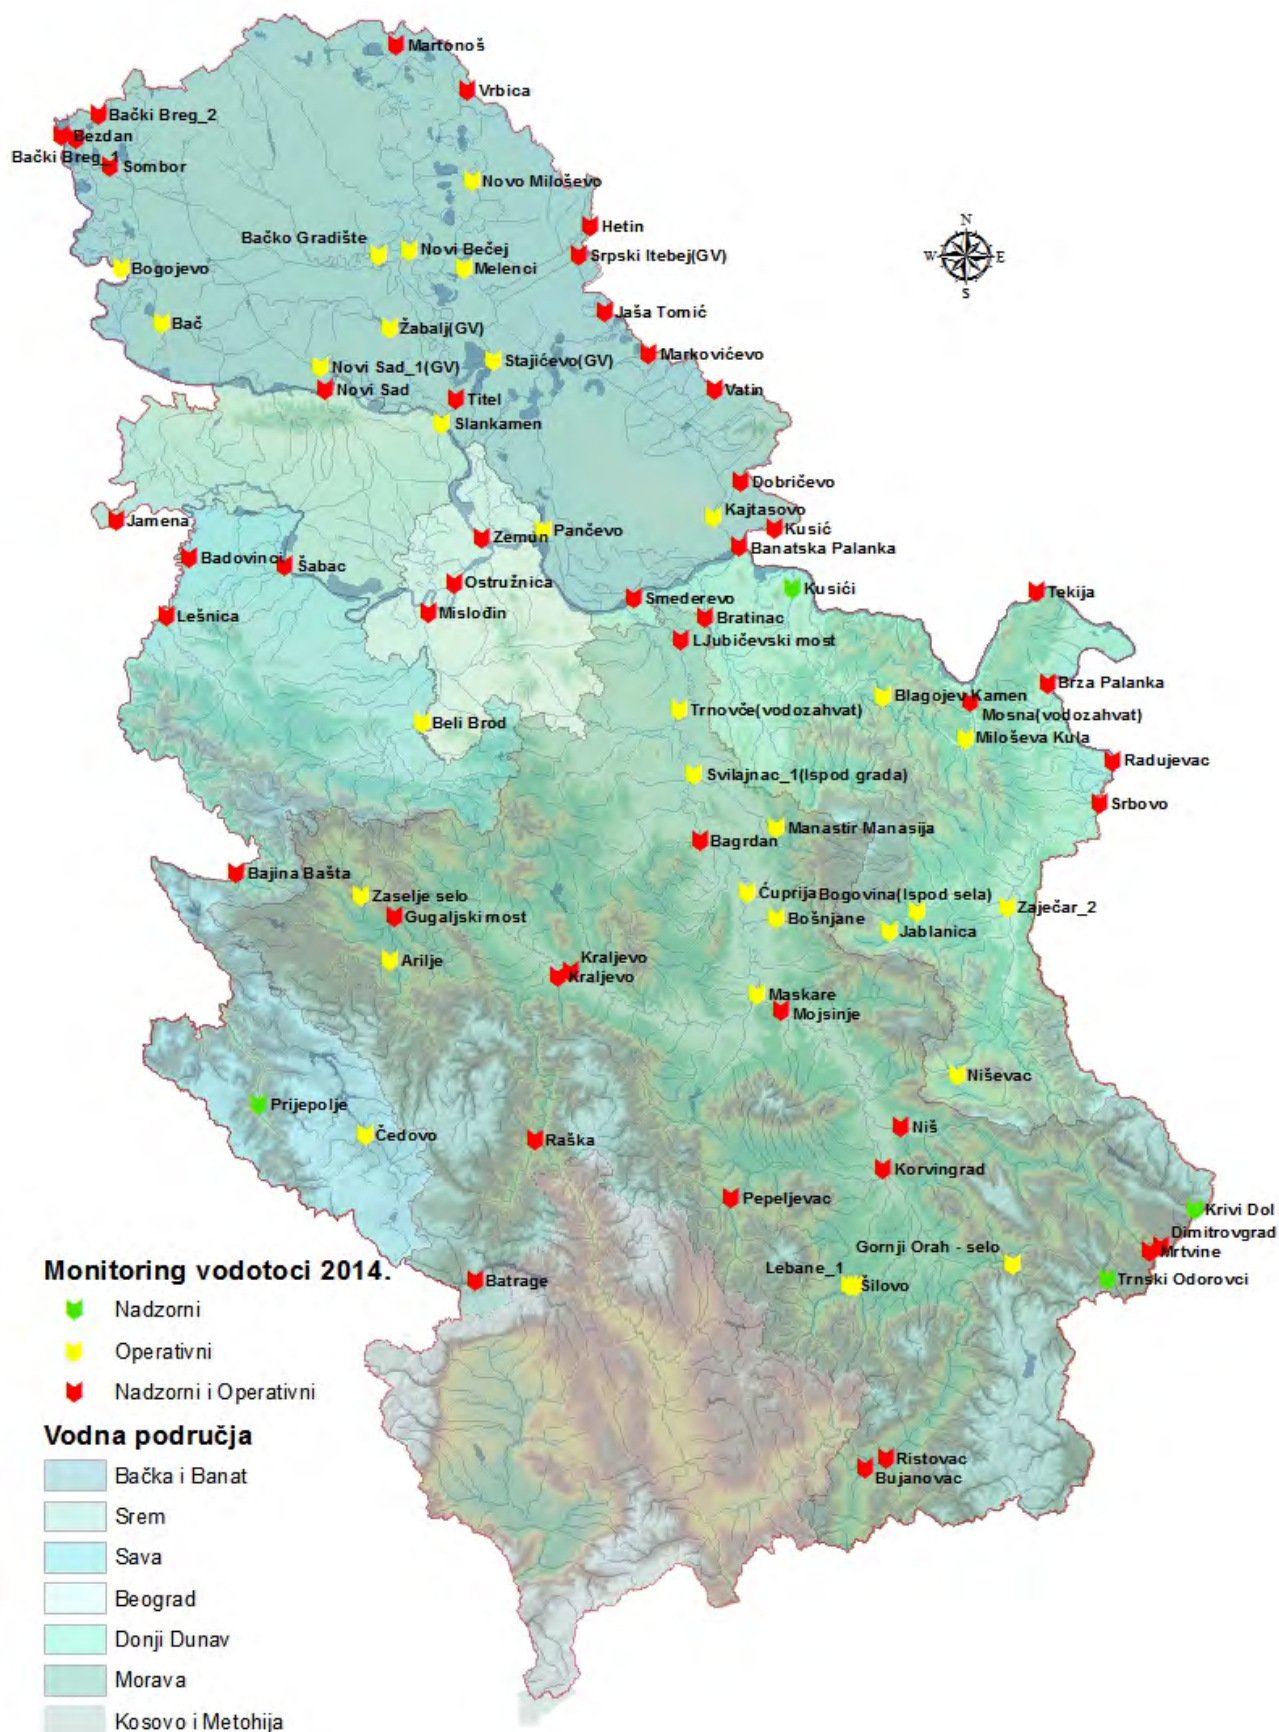 Martonoš
Vrbica
Bački Breg_2
Bezdan
Bački Breg_1
Sombor
Novo Miloševo
Hetin
Bačko Gradište
Novi Bečej
Srpski Itebej(GV)
Bogojevo
Melenci
Jaša Tomić
Bač
Žabalj(GV)
Markovićevo
Stajićevo(GV)
Novi Sad_1(GV)
Novi Sad
Vatin
Titel
Slankamen
Dobričevo
Kajtasovo
Jamena
Pančevo
Kusić
Zemun
Banatska Palanka
Badovinci
Šabac
Ostružnica
Kusići
Tekija
Smederevo
Mislođin
Lešnica
Bratinac
LJubičevski most
Brza Palanka
Blagojev Kamen
Trnovče(vodozahvat)
Mosna(vodozahvat)
Beli Brod
Miloševa Kula
Radujevac
Svilajnac_1(Ispod grada)
Srbovo
Manastir Manasija
Bagrdan
Bajina Bašta
Zaselje selo
Ćuprija
Bogovina(Ispod sela)
Zaječar_2
Gugaljski most
Bošnjane
Jablanica
Arilje
Kraljevo
Kraljevo
Maskare
Mojsinje
Niševac
Prijepolje
Niš
Čedovo
Raška
Korvingrad
Pepeljevac
Krivi Dol
Dimitrovgrad
Gornji Orah - selo
Mrtvine
Lebane_1
Trnski Odorovci
Šilovo
Batrage
Ristovac
Bujanovac
N
W
E
S
Monitoring vodotoci 2014.
Nadzorni
Operativni
Nadzorni i Operativni
Vodna područja
Bačka i Banat
Srem
Sava
Beograd
Donji Dunav
Morava
Kosovo i Metohija